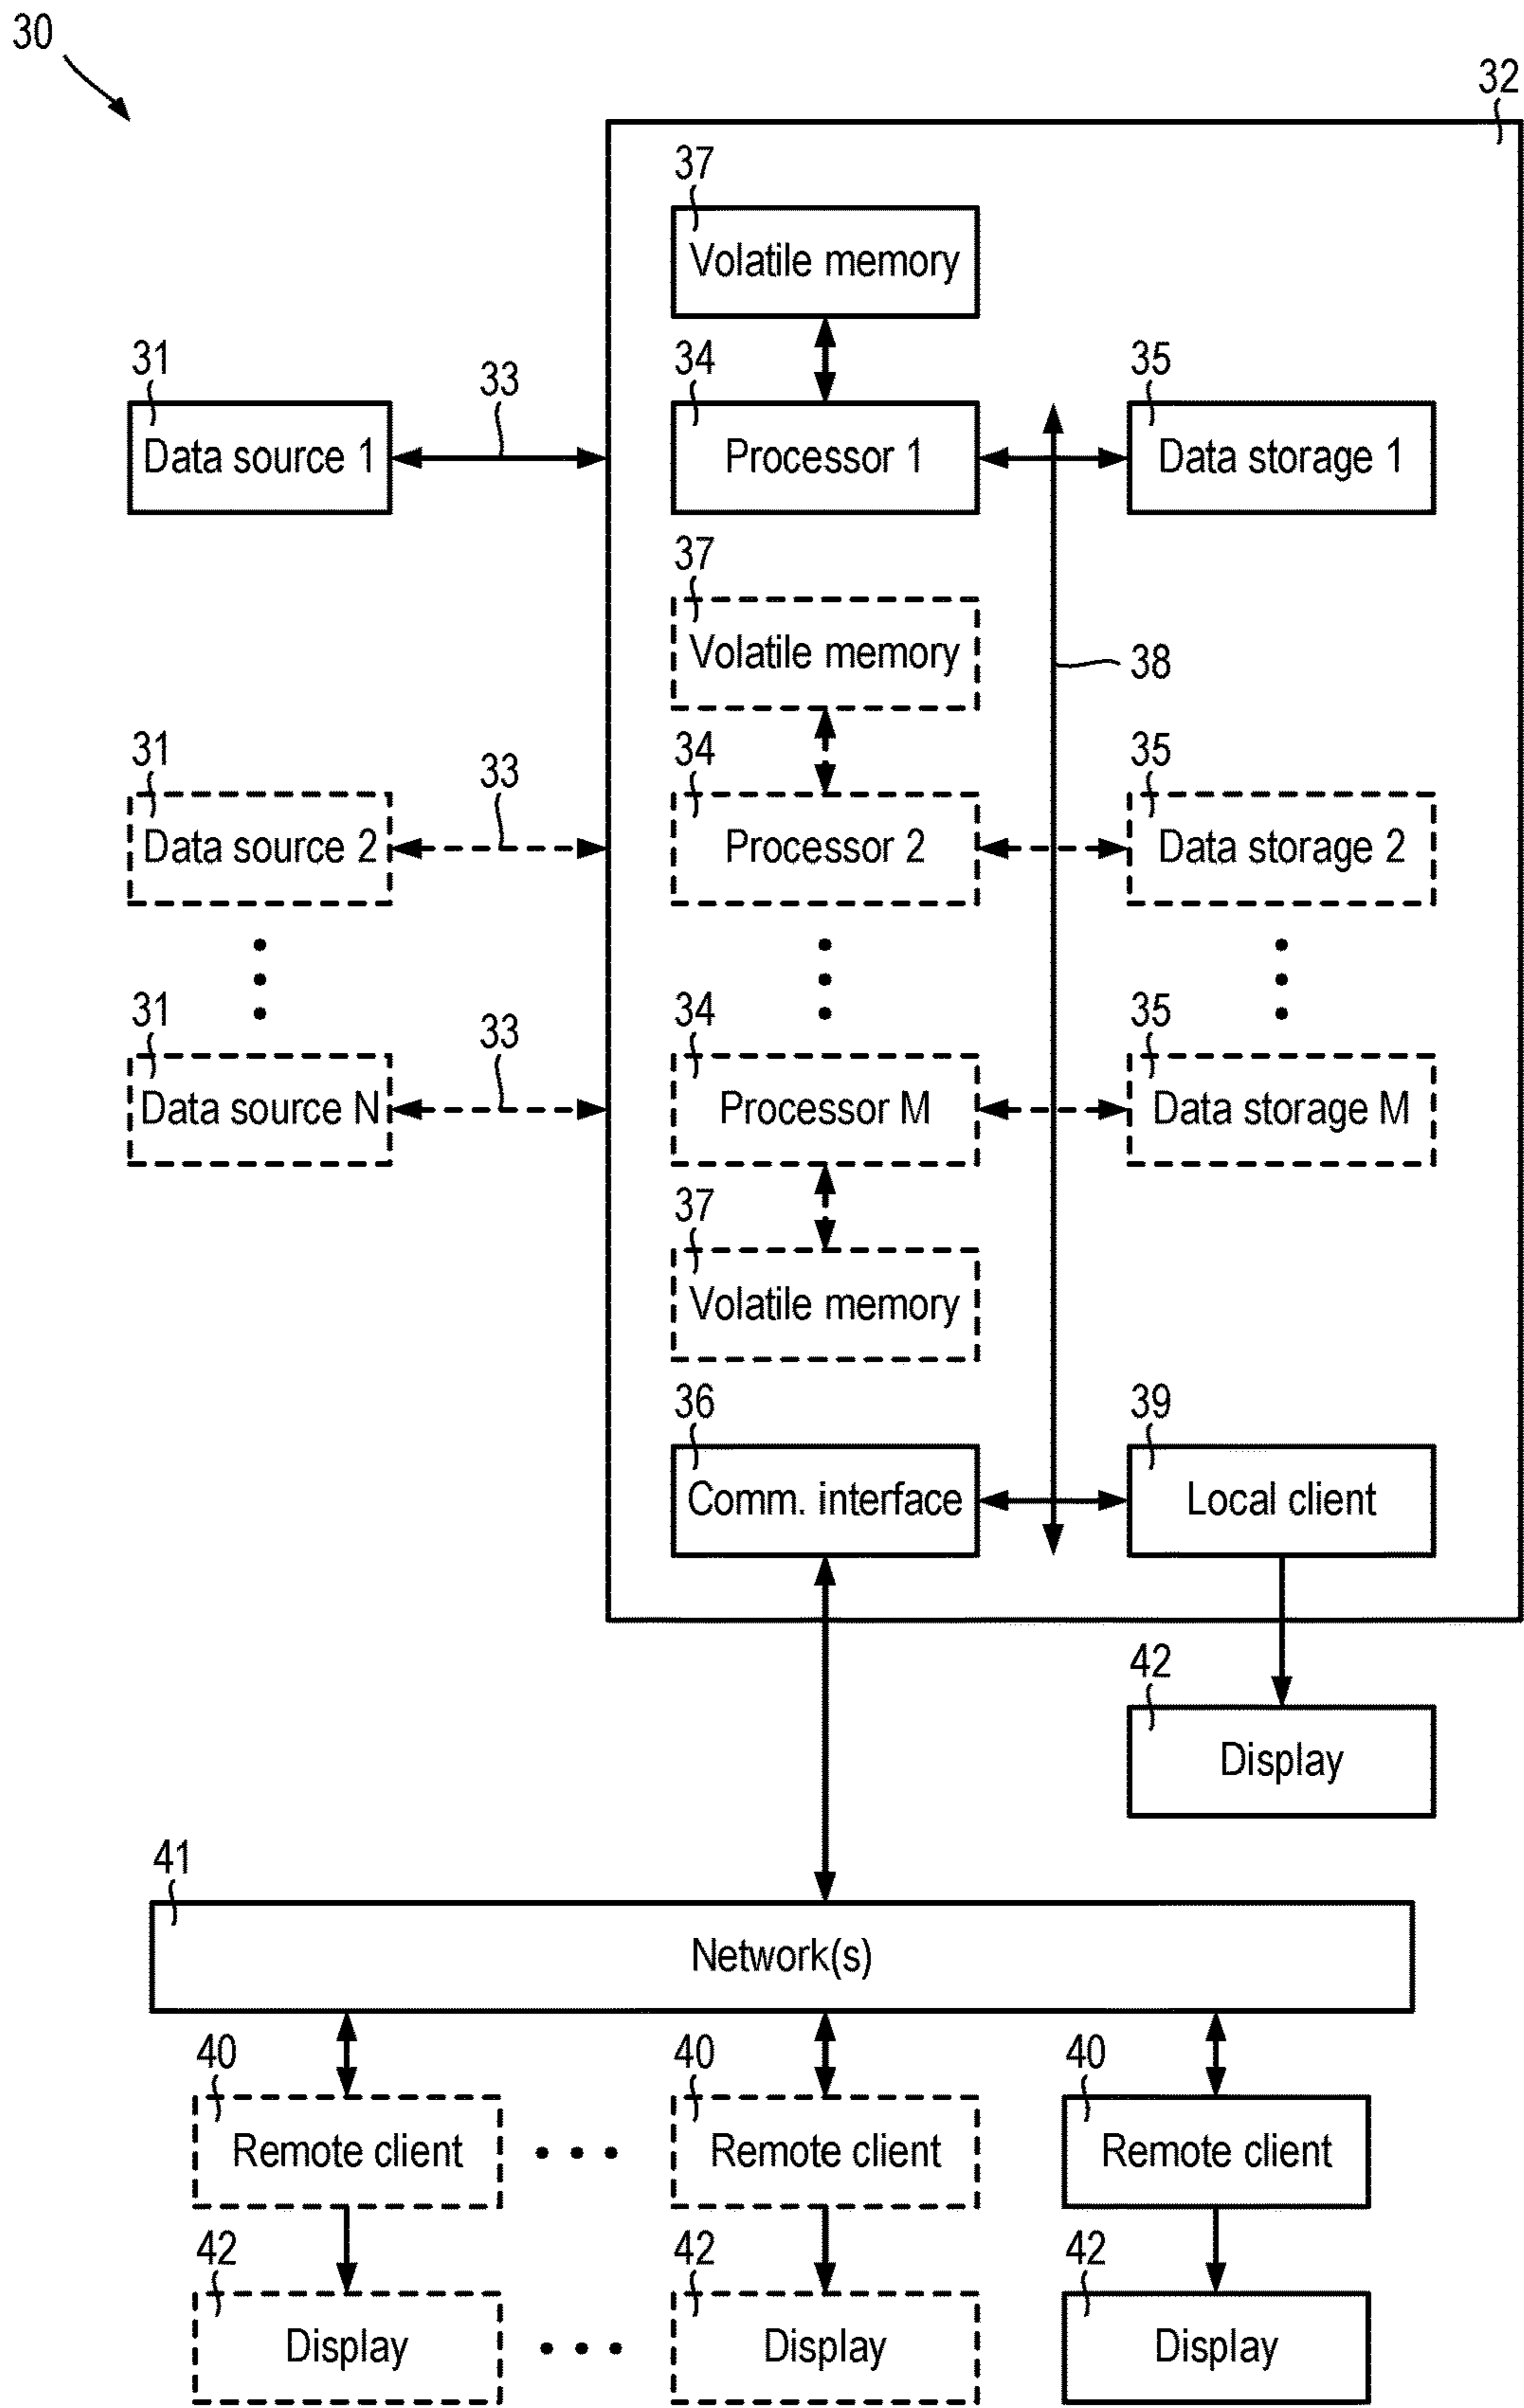 30
32
37
Volatile memory
31
33
34
35
Data source 1
Processor 1
Data storage 1
37
Volatile memory
38
31
33
34
35
Data source 2
Processor 2
Data storage 2
31
33
34
35
Data source N
Processor M
Data storage M
37
Volatile memory
36
39
Comm. interface
Local client
42
Display
41
Network(s)
40
40
40
Remote client
Remote client
Remote client
42
42
42
Display
Display
Display